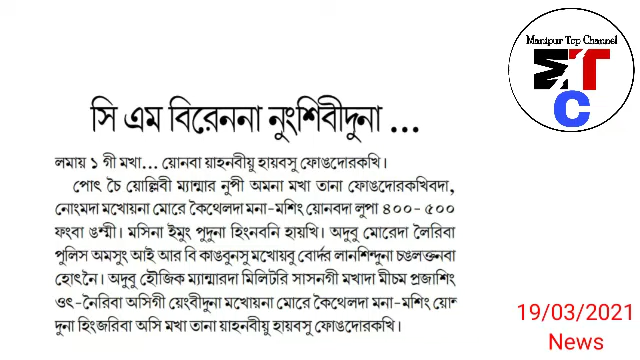 Manipur Top Channel
MTC
সি এম বিরেননা নুংশিবীদুনা ...
লমায় ১ গী মখা... যোনবা য়াহনবীয়ু হায়বসু ফোঙদোরকখি।
পোৎ চৈ য়োল্লিবী ম্যান্মার নুপী অমনা মখা তানা ফোঙদোরকখিবদা,
নোংমদা মখোয়না মোরে কৈথেলদা মনা-মশিং য়োনবদা লুপা ৪০০- ৫০০
ফংবা ঙম্মী। মসিনা ইমুং পুদুনা হিংনবনি হায়খি। অদুবু মোরেদা লৈরিবা
পুলিস অমসুং আই আর বি কাঙবুনসু মখোয়বু বোর্দর লানশিন্দুনা চঙলক্তনবা
হোৎনৈ। অদুবু হৌজিক ম্যান্মারদা মিলিটরি সাসনগী মখাদা মীচম প্রজাশিং
ওৎ-নৈরিবা অসিগী য়েংবীদুনা মখোয়না মোরে কৈথেলদা মনা-মশিং য়োন
দুনা হিংজরিবা অসি মখা তানা য়াহনবীয়ু হায়বসু ফোঙদোরকখি।
19/03/2021
News